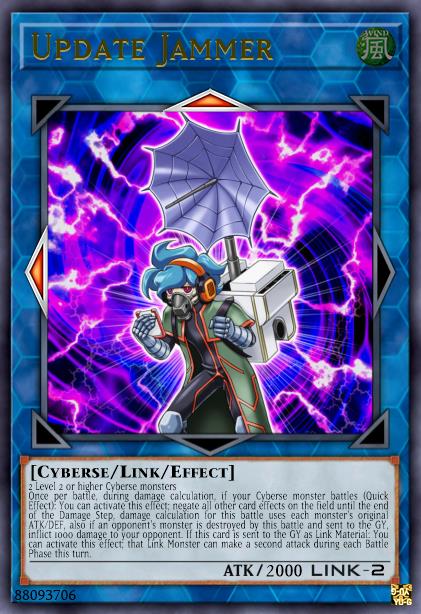 UPDATE JAMMER
WIND
風
[CYBERSE/LINK/EFFECT]
2 Level 2 or higher Cyberse monsters
Once per battle, during damage calculation, if your Cyberse monster battles (Quick
Effect): You can activate this effect; negate all other card effects on the field until the end
of the Damage Step, damage calculation for this battle uses each monster's original
ATK/DEF, also if an opponent's monster is destroyed by this battle and sent to the GY,
inflict 1000 damage to your opponent. If this card is sent to the GY as Link Material: You
can activate this effect; that Link Monster can make a second attack during each Battle
Phase this turn.
ATK/2000 LINK-2
88093706